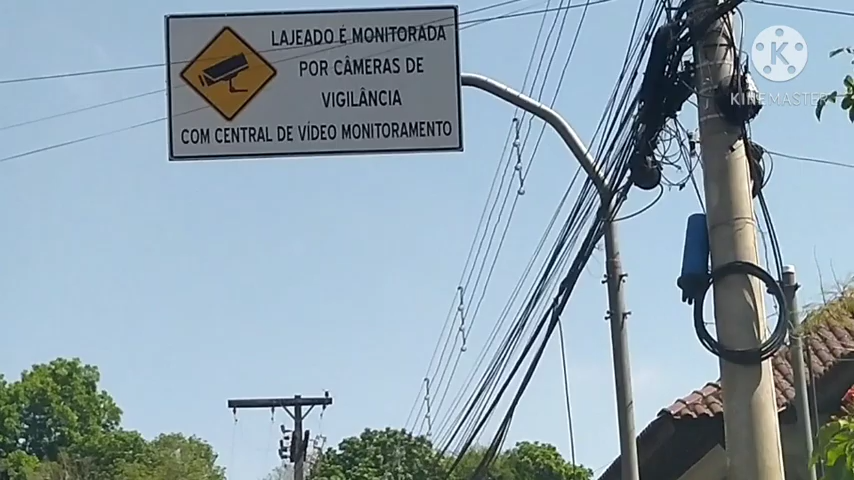 LAJEADO É MONITORADA
POR CÂMERAS DE
VIGILÂNCIA
COM CENTRAL DE VÍDEO MONITORAMENTO
K
KINEMASTER